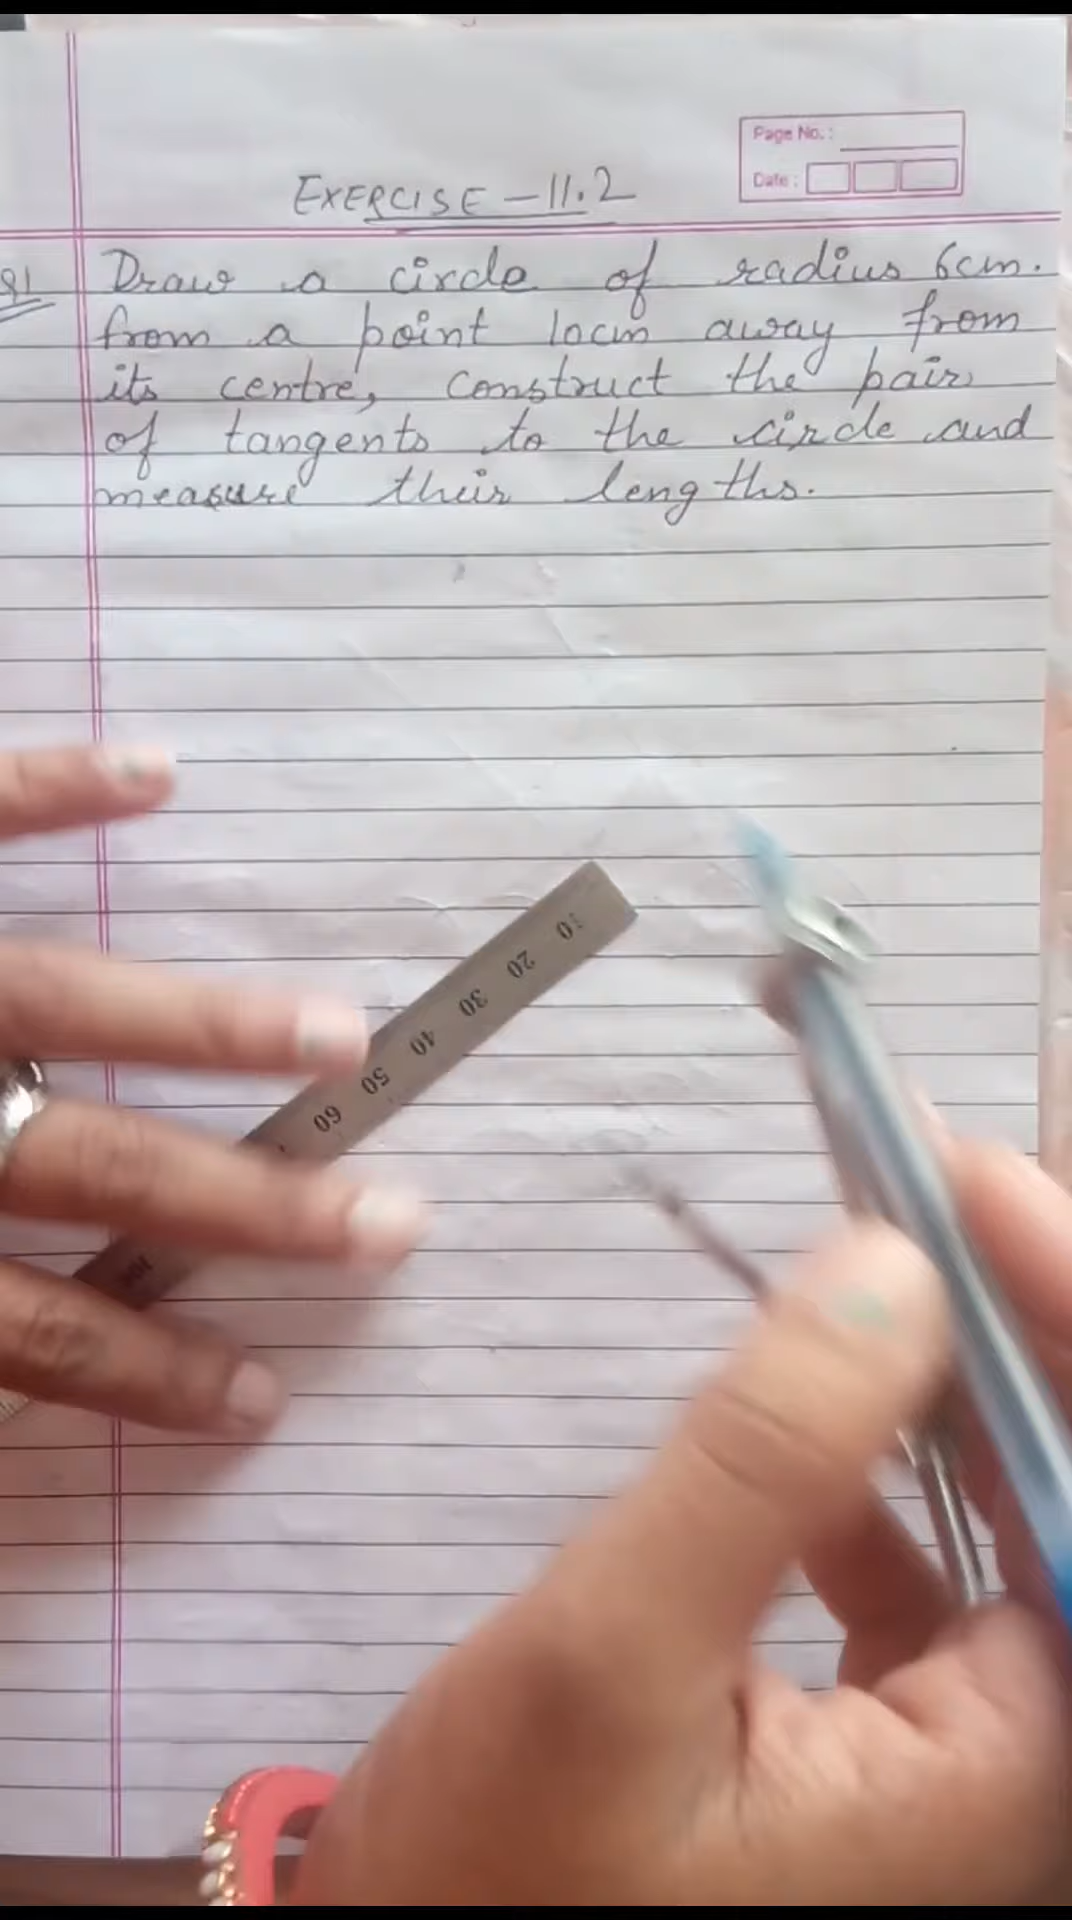 Page No. :
Date :
EXERCISE - 11.2
Q1 Draw a circle of radius 6cm.
from a point 10cm away from
its centre, construct the pair
of tangents to the circle and
measure their lengths.
10
20
30
40
50
60